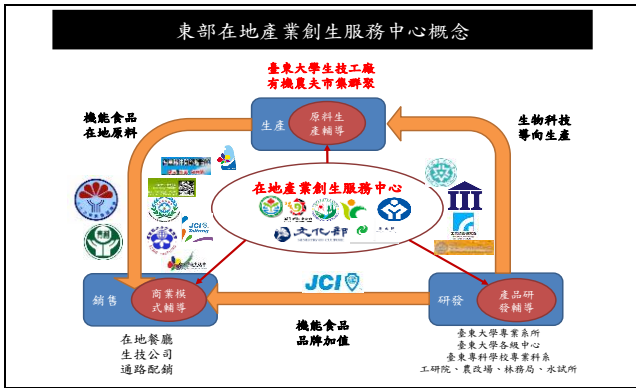 東部在地產業創生服務中心概念
臺東大學生技工廠
有機農夫市集群聚
機能食品
在地原料
生產
原料生
產輔導
生物科技
導向生產
在地產業創生服務中心
文化部
JCI
JCI
銷售
商業模
式輔導
機能食品
品牌加值
研發
產品研
發輔導
在地餐廳
生技公司
通路配銷
臺東大學專業系所
臺東大學各級中心
臺東專科學校專業科系
工研院、農改場、林務局、水試所